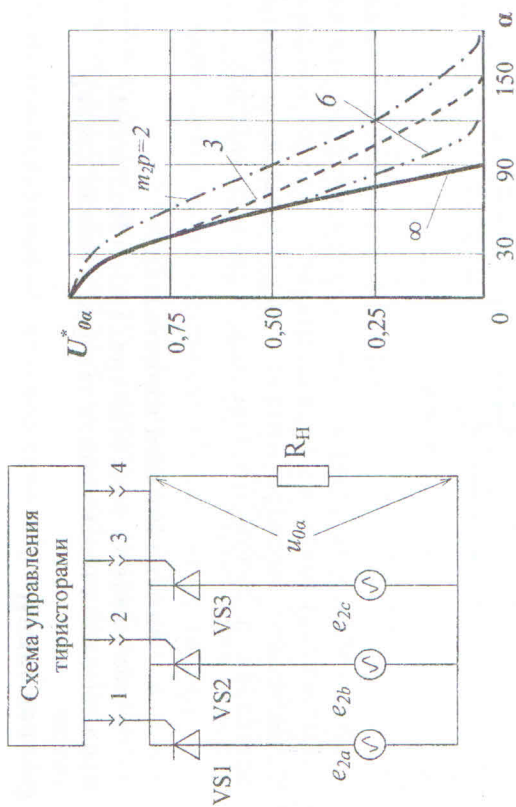 Схема управления
тиристорами
1
2
3
4
VS1
VS2
VS3
e2a
e2b
e2c
u0α
RН
U*0α
0,75
0,50
0,25
0
30
90
150
α
m2p=2
3
6
∞